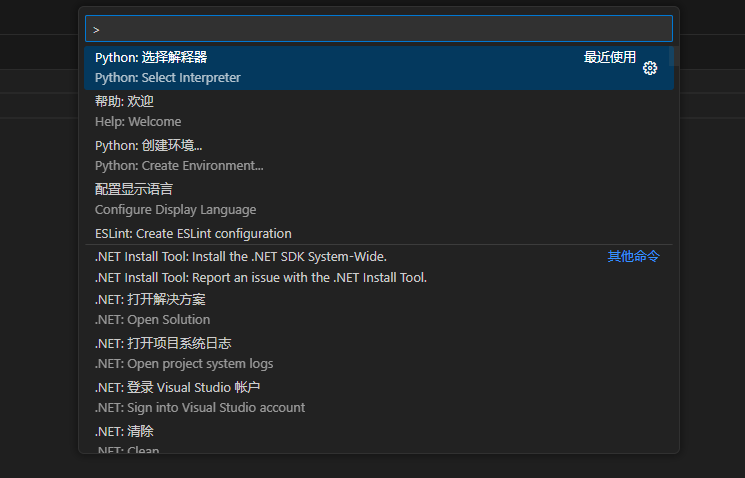 >
Python: 选择解释器 最近使用
Python: Select Interpreter
帮助: 欢迎
Help: Welcome
Python: 创建环境...
Python: Create Environment...
配置显示语言
Configure Display Language
ESLint: Create ESLint configuration
.NET Install Tool: Install the .NET SDK System-Wide. 其他命令
.NET Install Tool: Report an issue with the .NET Install Tool.
.NET: 打开解决方案
.NET: Open Solution
.NET: 打开项目系统日志
.NET: Open project system logs
.NET: 登录 Visual Studio 帐户
.NET: Sign into Visual Studio account
.NET: 清除
.NET: Clean